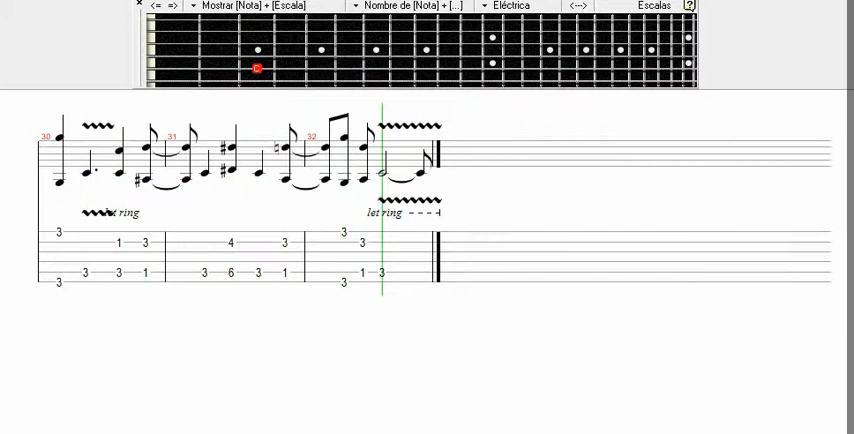 <= => Mostrar [Nota] + [Escala] Nombre de [Nota] + [...] Eléctrica <---> Escalas ?
C
30 31 32
let ring let ring
3 3
1 3 4 3 3
3 3 1 3 6 3 1 1 3
3 3